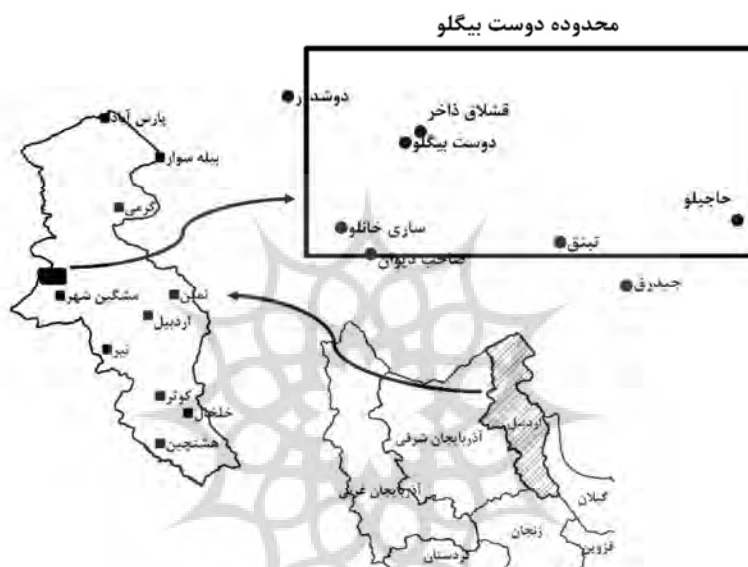 محدوده دوست بیگلو
قشلاق ذاخر
دوست بیگلو
حاجیلو
ساری خانلو
تبنق
صاحب دیوان
جیدرق
پارس آباد
بیله سوار
گرمی
مشگین شهر
نمین
اردبیل
نیر
کوثر
خلخال
هشتجین
اردبیل
آذربایجان شرقی
آذربایجان غربی
گیلان
زنجان
قزوین
کردستان